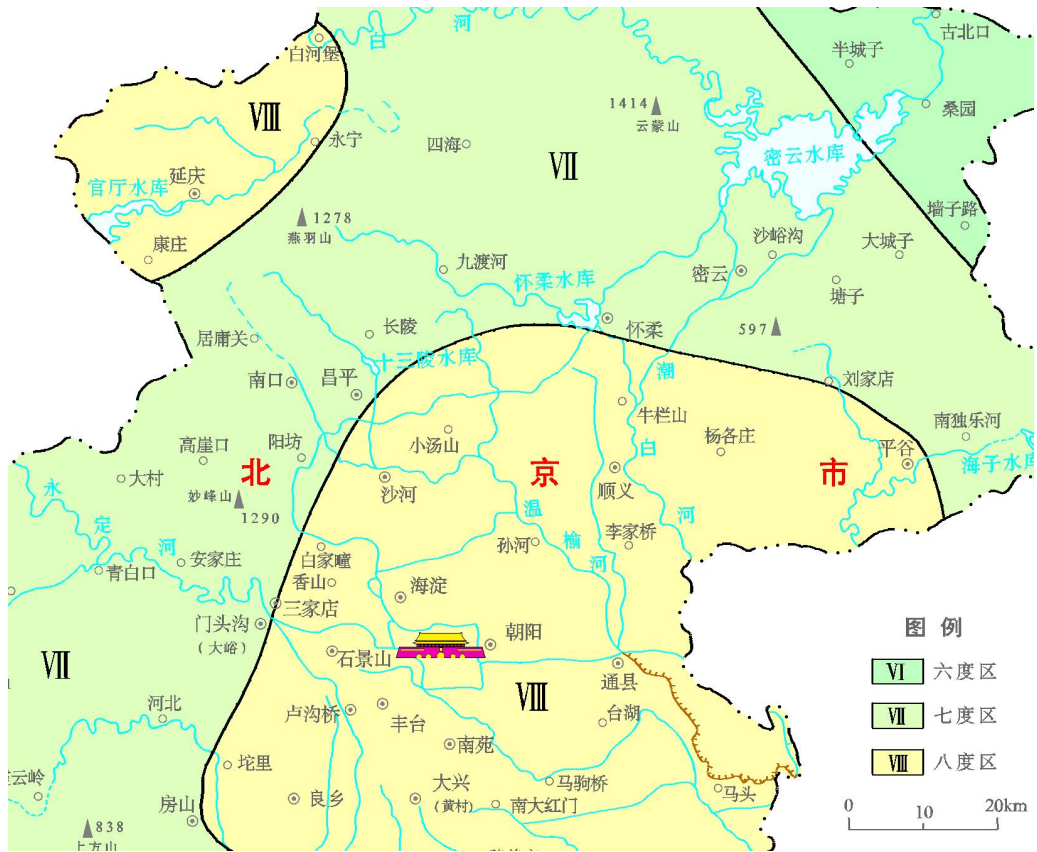 白 河
白河堡
古北口
半城子
1414
云蒙山
桑园
Ⅷ
永宁
四海
Ⅶ
密云水库
延庆
官厅水库
墙子路
1278
燕羽山
康庄
沙峪沟
大城子
九渡河
密云
怀柔水库
塘子
怀柔
597
长陵
居庸关
十三陵水库
潮
南口
昌平
刘家店
牛栏山
南独乐河
小汤山
杨各庄
高崖口
阳坊
白
平谷
海子水库
北 京 市
大村
妙峰山
沙河
顺义
永
1290
温
河
定
榆
李家桥
河
孙河
白家疃
河
安家庄
青白口
香山
海淀
三家店
门头沟
(大峪)
朝阳
图 例
石景山
Ⅶ
Ⅵ 六度区
通县
Ⅷ
河北
卢沟桥
丰台
台湖
Ⅶ 七度区
南苑
坨里
马驹桥
Ⅷ 八度区
云岭
大兴
(黄村)
良乡
南大红门
马头
房山
0 10 20km
838
上方山